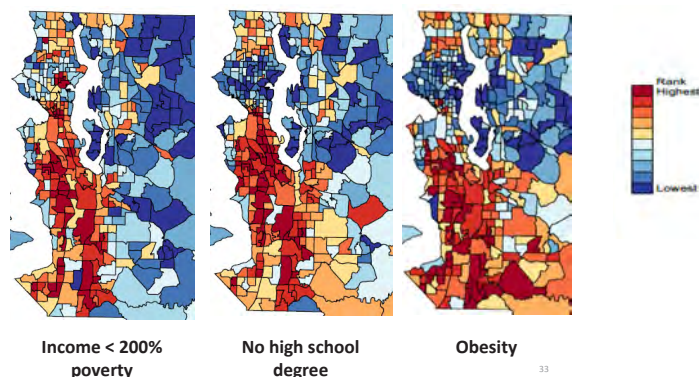 Rank
Highest
Lowest
Income < 200%
poverty
No high school
degree
Obesity
33